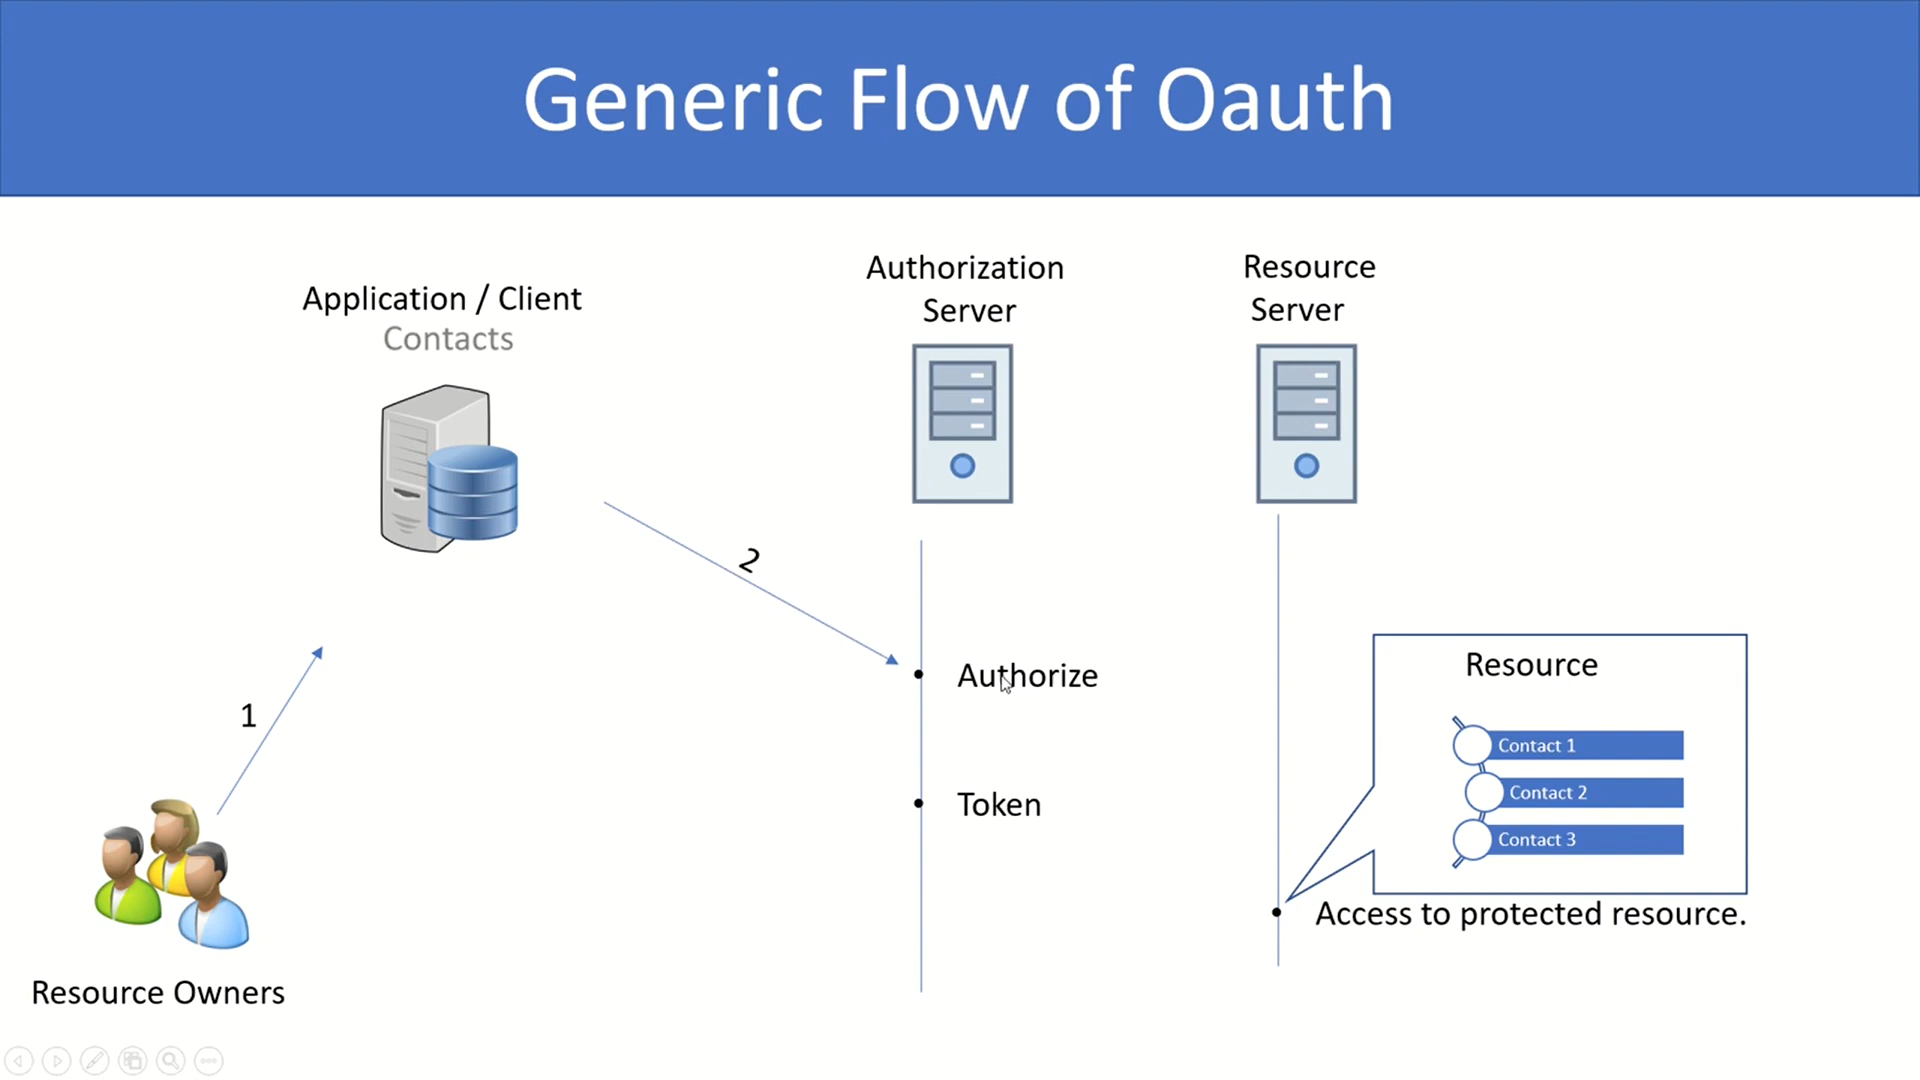 Generic Flow of Oauth
Application / Client
Contacts
Authorization
Server
Resource
Server
1
2
Authorize
Token
Resource
Contact 1
Contact 2
Contact 3
Access to protected resource.
Resource Owners